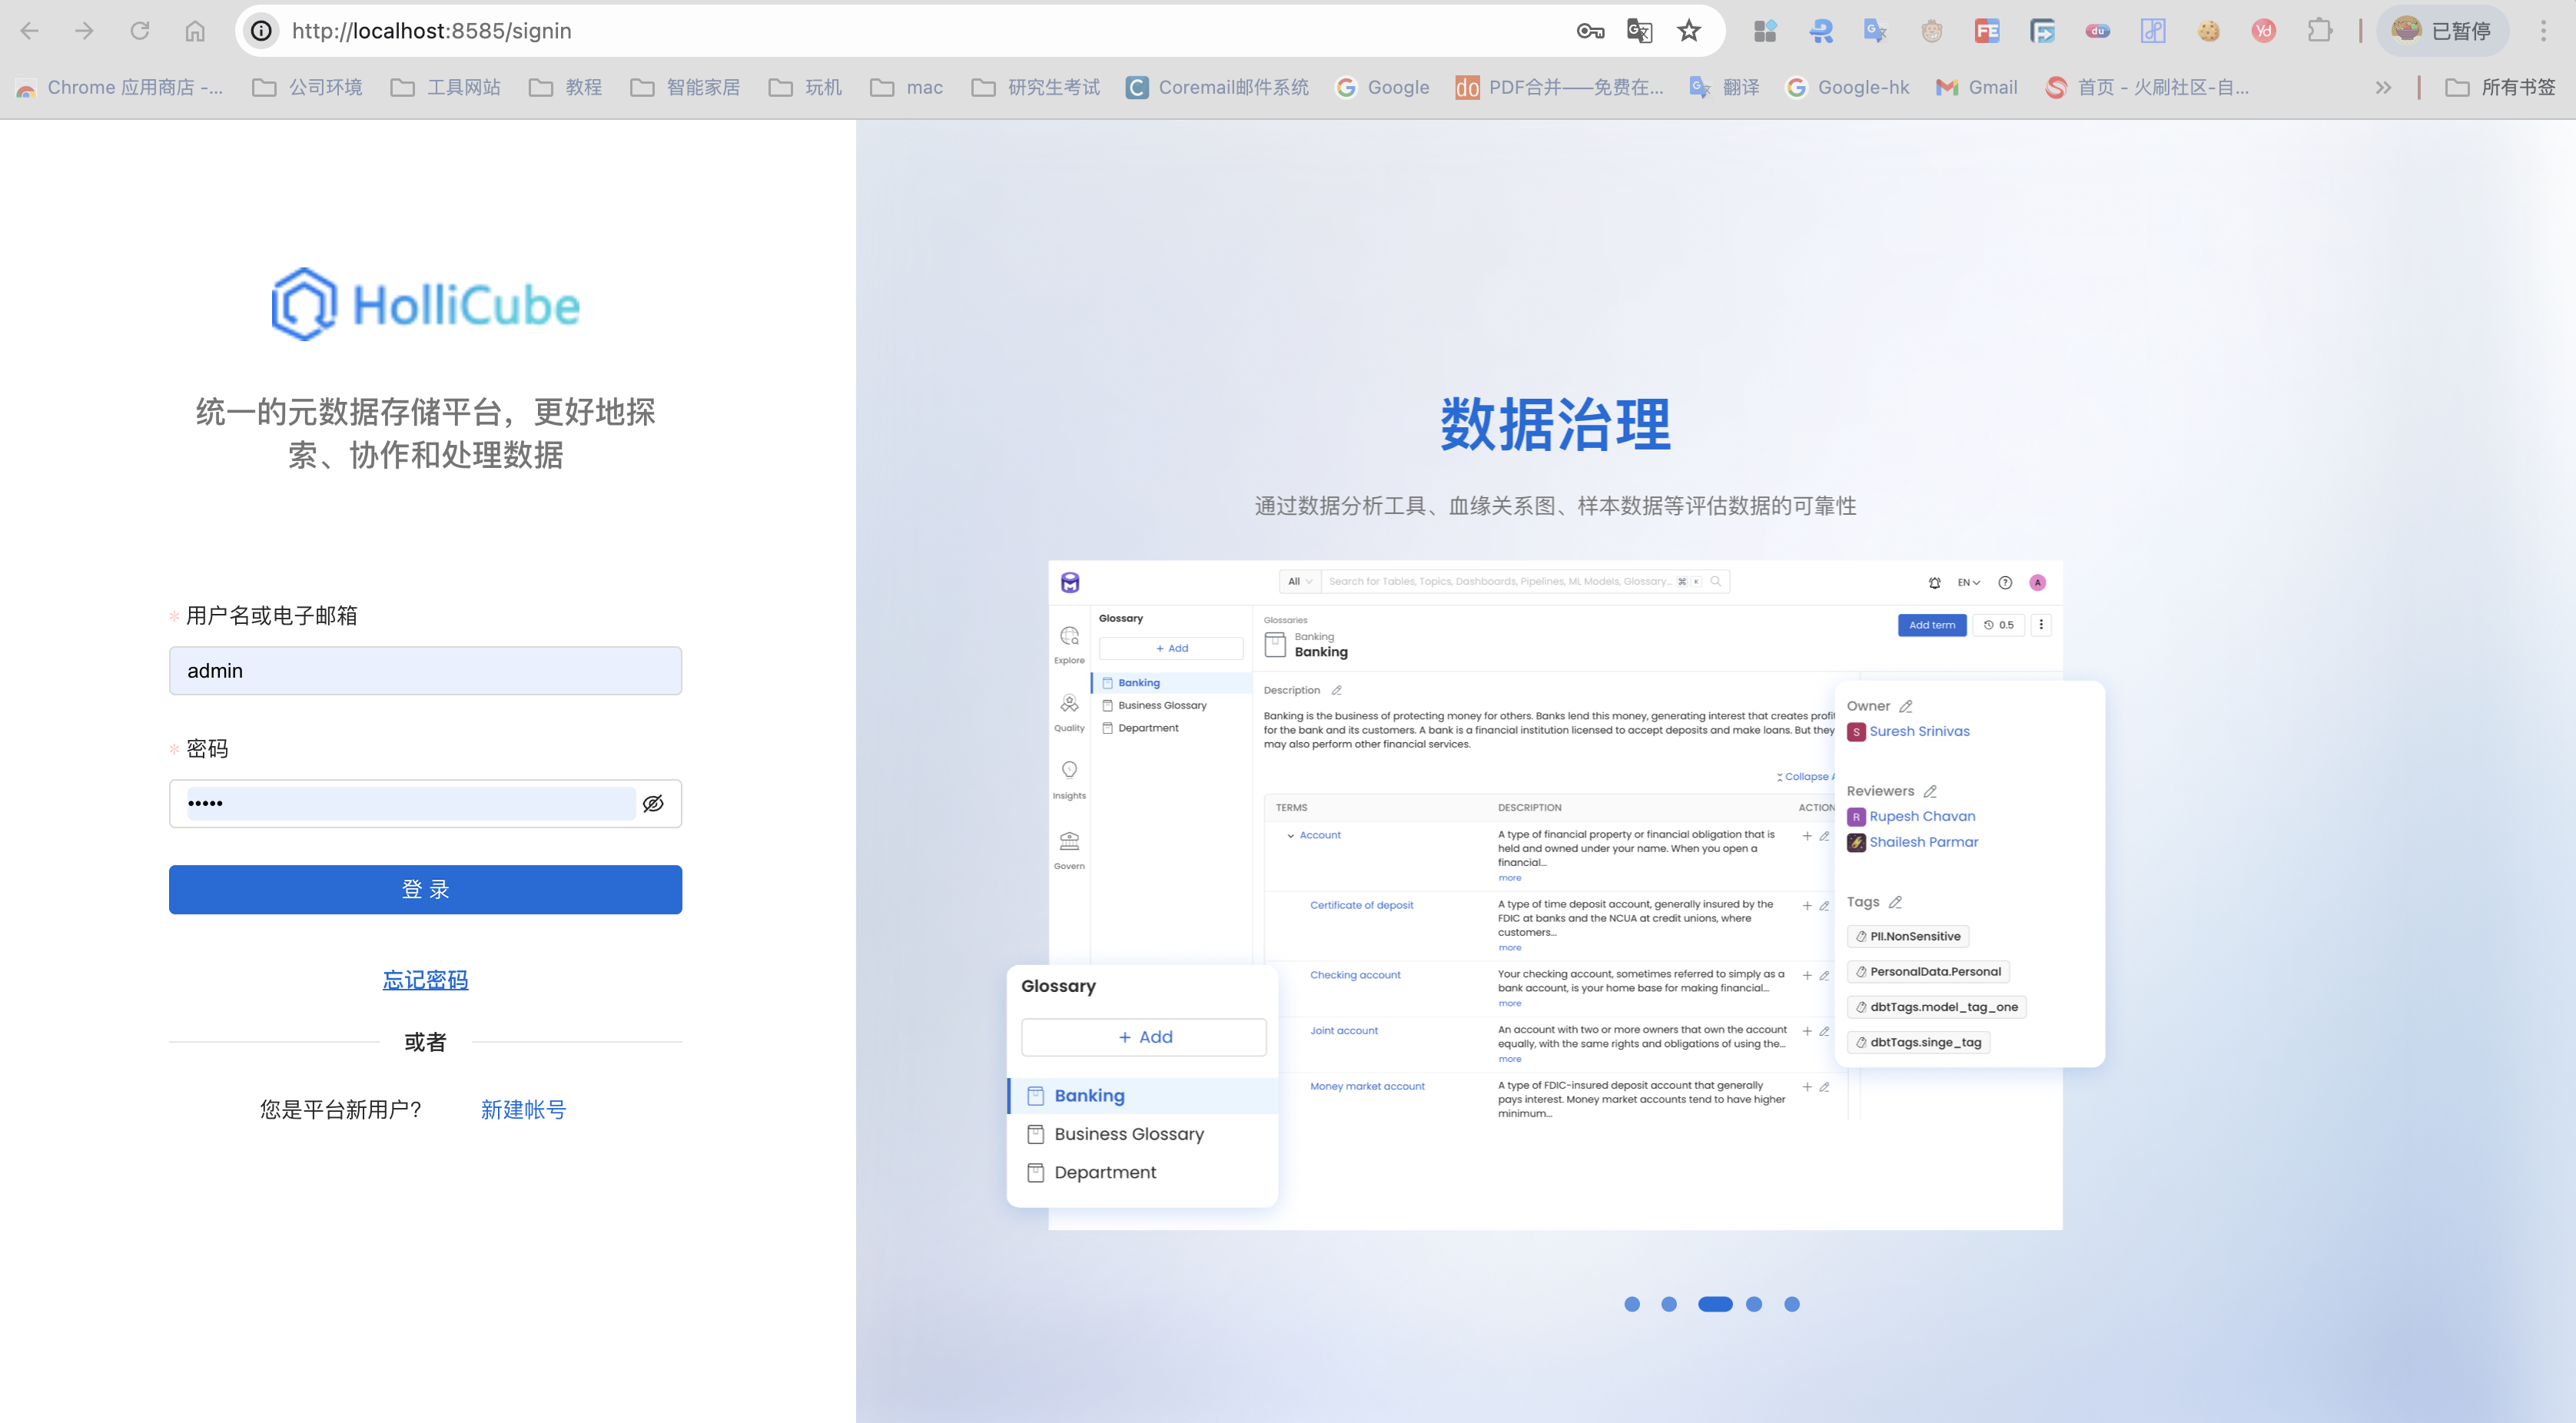 http://localhost:8585/signin
已暂停
Chrome 应用商店 -...
公司环境
工具网站
教程
智能家居
玩机
mac
研究生考试
Coremail邮件系统
Google
PDF合并——免费在...
翻译
Google-hk
Gmail
首页 - 火刷社区-自...
所有书签
HolliCube
统一的元数据存储平台，更好地探
索、协作和处理数据
* 用户名或电子邮箱
admin
* 密码
•••••
登 录
忘记密码
或者
您是平台新用户?
新建帐号
数据治理
通过数据分析工具、血缘关系图、样本数据等评估数据的可靠性
All
Search for Tables, Topics, Dashboards, Pipelines, ML Models, Glossary...
⌘ K
EN
A
Explore
Quality
Insights
Govern
Glossary
+ Add
Banking
Business Glossary
Department
Glossaries
Banking
Banking
Add term
0.5
Description
Banking is the business of protecting money for others. Banks lend this money, generating interest that creates profit
for the bank and its customers. A bank is a financial institution licensed to accept deposits and make loans. But they
may also perform other financial services.
Collapse A
TERMS DESCRIPTION ACTION
Account
A type of financial property or financial obligation that is
held and owned under your name. When you open a
financial...
more
Certificate of deposit
A type of time deposit account, generally insured by the
FDIC at banks and the NCUA at credit unions, where
customers...
more
Checking account
Your checking account, sometimes referred to simply as a
bank account, is your home base for making financial...
more
Joint account
An account with two or more owners that own the account
equally, with the same rights and obligations of using the...
more
Money market account
A type of FDIC-insured deposit account that generally
pays interest. Money market accounts tend to have higher
minimum...
Owner
S Suresh Srinivas
Reviewers
R Rupesh Chavan
Shailesh Parmar
Tags
PII.NonSensitive
PersonalData.Personal
dbtTags.model_tag_one
dbtTags.singe_tag
Glossary
+ Add
Banking
Business Glossary
Department